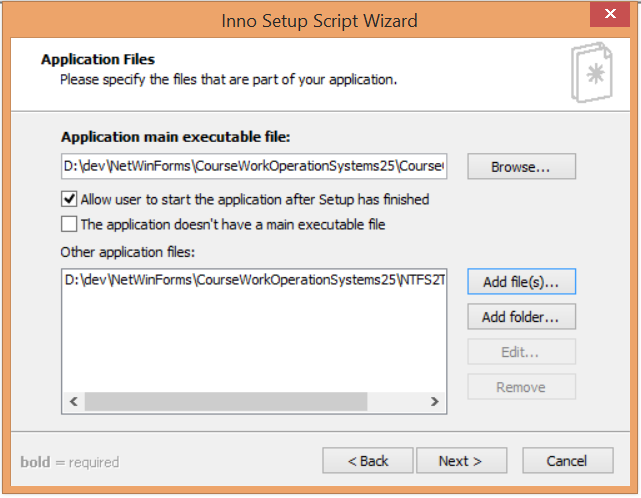 Inno Setup Script Wizard
Application Files
Please specify the files that are part of your application.
Application main executable file:
D:\dev\NetWinForms\CourseWorkOperationSystems25\Course
Browse...
Allow user to start the application after Setup has finished
The application doesn't have a main executable file
Other application files:
D:\dev\NetWinForms\CourseWorkOperationSystems25\NTFS2T
Add file(s)...
Add folder...
Edit...
Remove
bold = required
< Back
Next >
Cancel